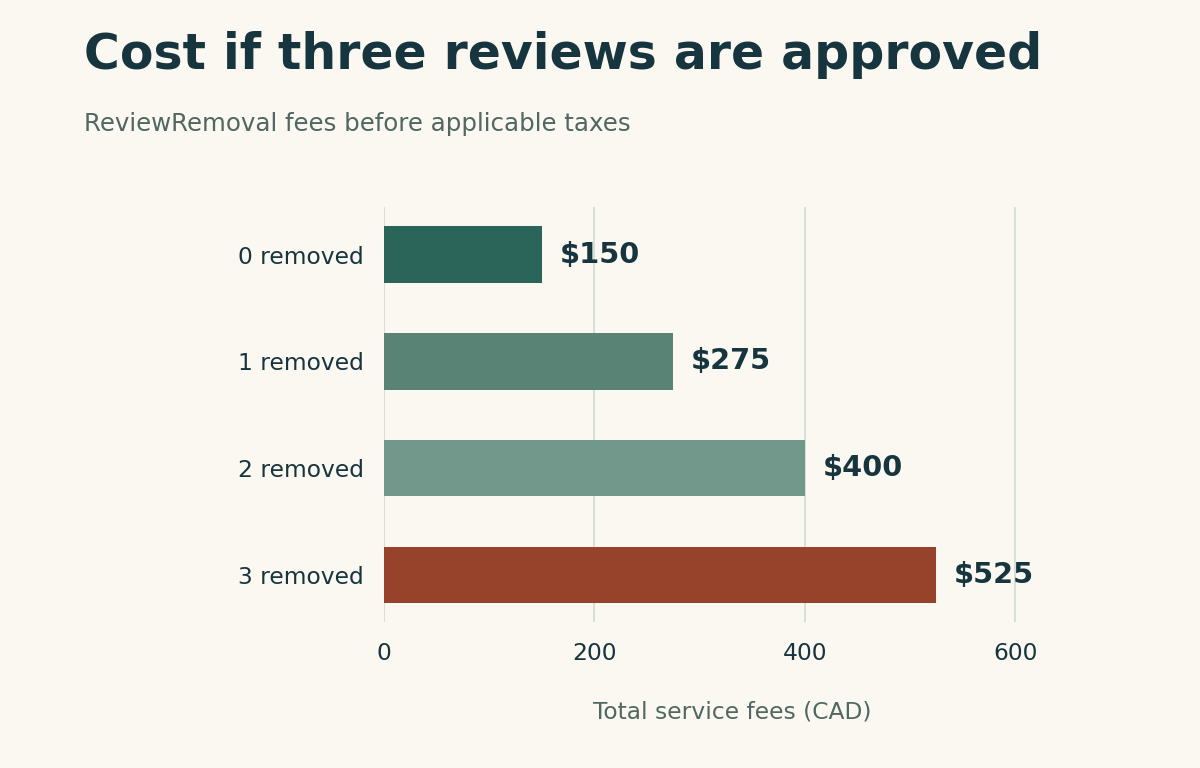 Cost if three reviews are approved
ReviewRemoval fees before applicable taxes
0 removed $150
1 removed $275
2 removed $400
3 removed $525
0 200 400 600
Total service fees (CAD)